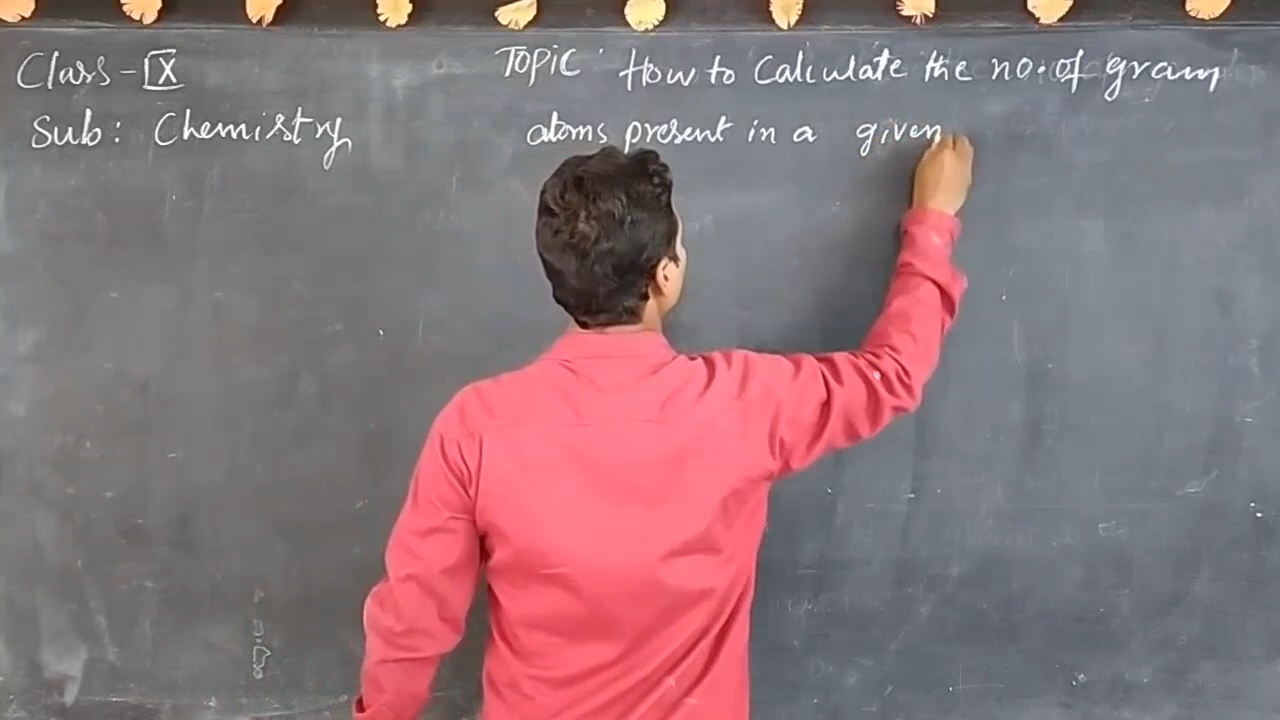 Class - IX
TOPIC : How to Calculate the no. of gram
Sub: Chemistry
atoms present in a given